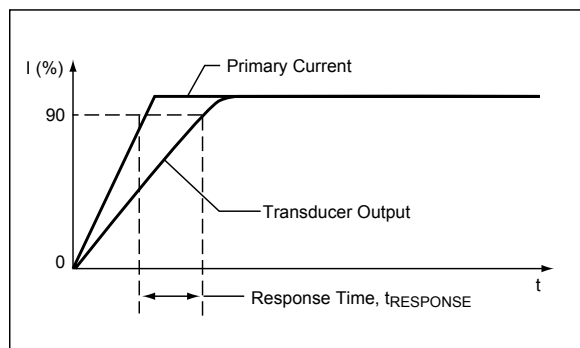 I (%)
Primary Current
90
Transducer Output
0
t
Response Time, tRESPONSE